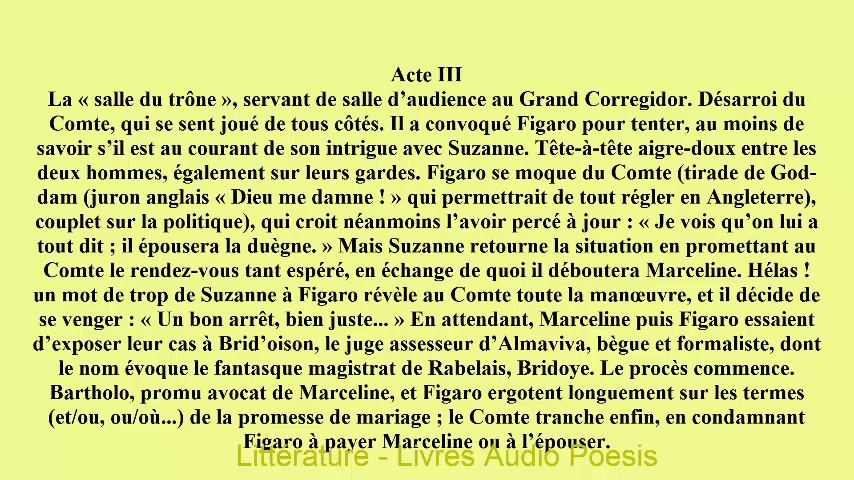 Acte III
La « salle du trône », servant de salle d’audience au Grand Corregidor. Désarroi du
Comte, qui se sent joué de tous côtés. Il a convoqué Figaro pour tenter, au moins de
savoir s’il est au courant de son intrigue avec Suzanne. Tête-à-tête aigre-doux entre les
deux hommes, également sur leurs gardes. Figaro se moque du Comte (tirade de God-
dam (juron anglais « Dieu me damne ! » qui permettrait de tout régler en Angleterre),
couplet sur la politique), qui croit néanmoins l’avoir percé à jour : « Je vois qu’on lui a
tout dit ; il épousera la duègne. » Mais Suzanne retourne la situation en promettant au
Comte le rendez-vous tant espéré, en échange de quoi il déboutera Marceline. Hélas !
un mot de trop de Suzanne à Figaro révèle au Comte toute la manœuvre, et il décide de
se venger : « Un bon arrêt, bien juste... » En attendant, Marceline puis Figaro essaient
d’exposer leur cas à Brid’oison, le juge assesseur d’Almaviva, bègue et formaliste, dont
le nom évoque le fantasque magistrat de Rabelais, Bridoye. Le procès commence.
Bartholo, promu avocat de Marceline, et Figaro ergotent longuement sur les termes
(et/ou, ou/où...) de la promesse de mariage ; le Comte tranche enfin, en condamnant
Figaro à payer Marceline ou à l’épouser.
Littérature - Livres Audio Poesis